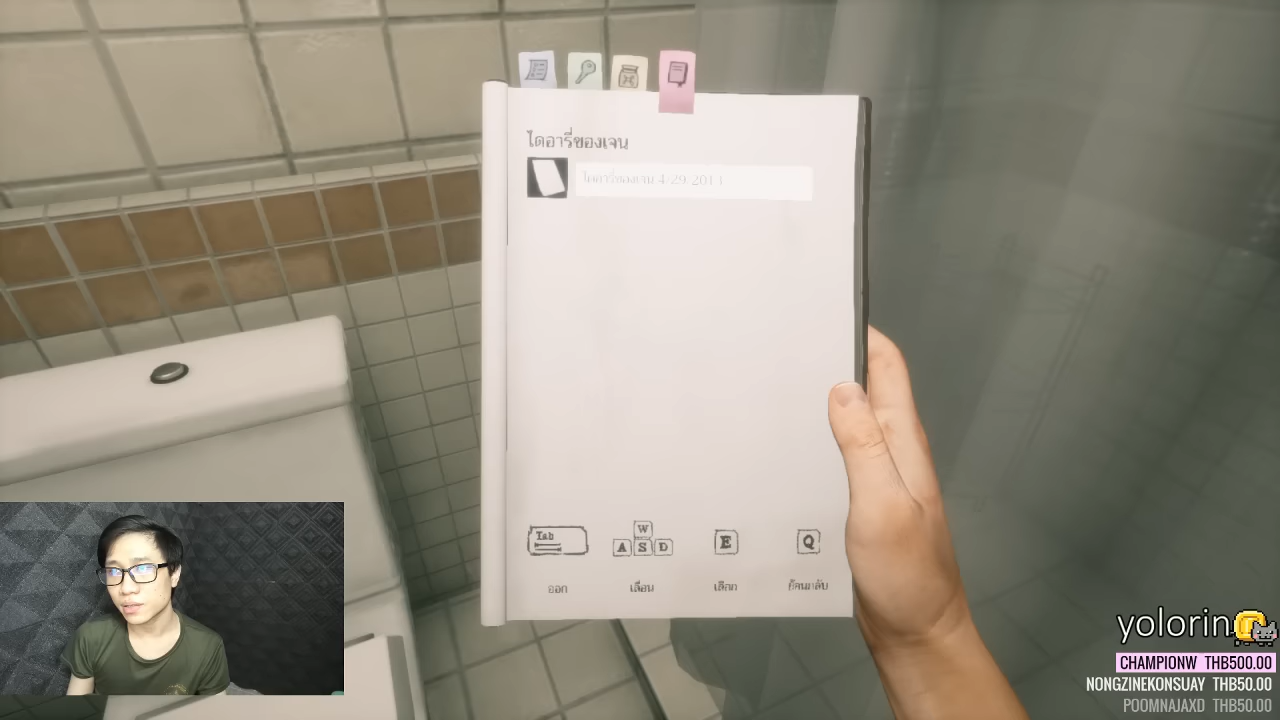 ไดอารี่ของเจน
ไดอารี่ของเจน 4/29/2011
Tab
W
A S D
E
Q
ออก
เลื่อน
เลือก
ย้อนกลับ
yolorin
CHAMPIONW THB500.00
NONGZINEKONSUAY THB50.00
POOMNAJAXD THB50.00